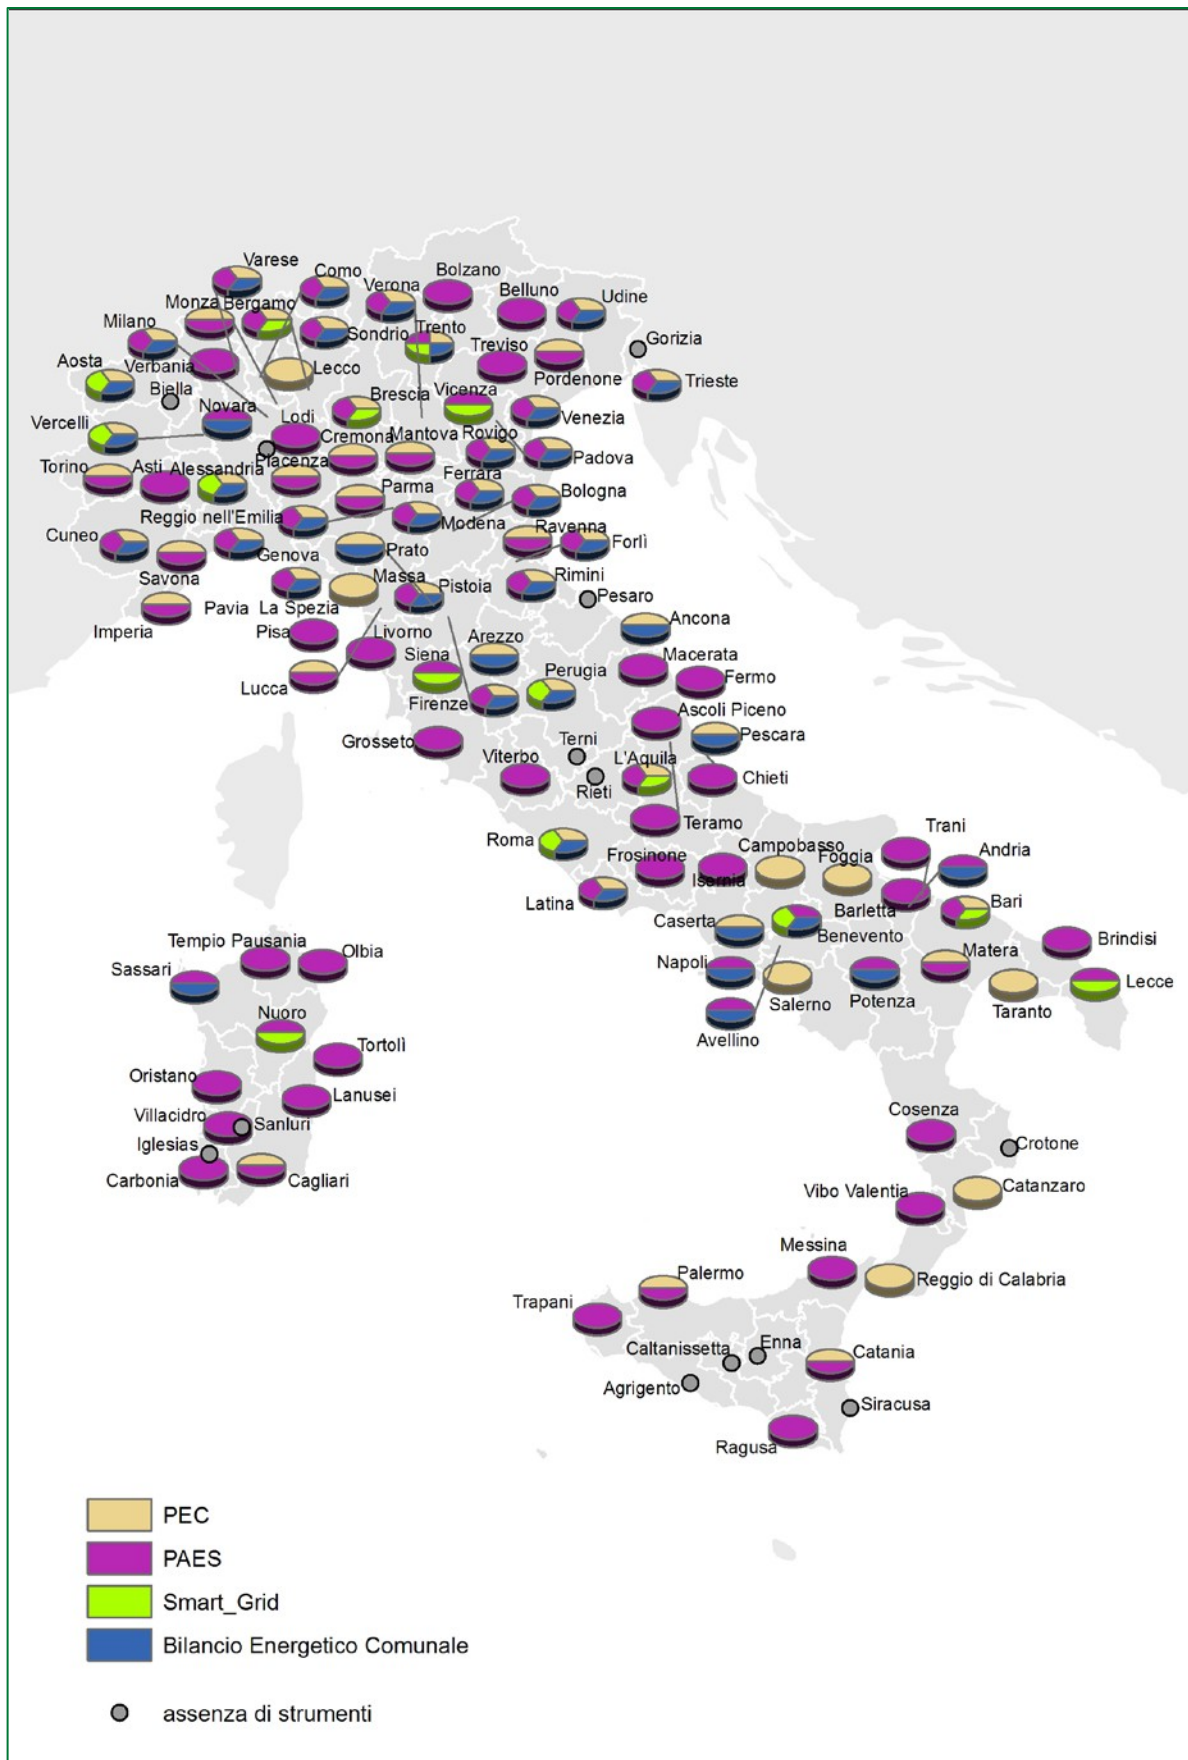 Varese
Como
Verona
Bolzano
Belluno
Udine
Monza
Bergamo
Milano
Sondrio
Trento
Treviso
Gorizia
Aosta
Verbania
Lecco
Pordenone
Trieste
Biella
Brescia
Vicenza
Vercelli
Novara
Lodi
Venezia
Cremona
Mantova
Rovigo
Padova
Torino
Asti
Alessandria
Piacenza
Ferrara
Parma
Bologna
Reggio nell'Emilia
Modena
Ravenna
Cuneo
Genova
Prato
Forlì
Savona
Massa
Pistoia
Rimini
Pavia
La Spezia
Pesaro
Imperia
Pisa
Livorno
Arezzo
Ancona
Siena
Macerata
Lucca
Firenze
Perugia
Fermo
Ascoli Piceno
Grosseto
Terni
Pescara
Viterbo
L'Aquila
Chieti
Rieti
Teramo
Roma
Campobasso
Trani
Frosinone
Foggia
Andria
Isernia
Latina
Barletta
Bari
Caserta
Benevento
Brindisi
Tempio Pausania
Olbia
Sassari
Napoli
Matera
Lecce
Salerno
Potenza
Taranto
Nuoro
Avellino
Tortolì
Oristano
Lanusei
Villacidro
Sanluri
Cosenza
Iglesias
Crotone
Carbonia
Cagliari
Vibo Valentia
Catanzaro
Messina
Palermo
Reggio di Calabria
Trapani
Caltanissetta
Enna
Catania
Agrigento
Siracusa
Ragusa
PEC
PAES
Smart_Grid
Bilancio Energetico Comunale
assenza di strumenti